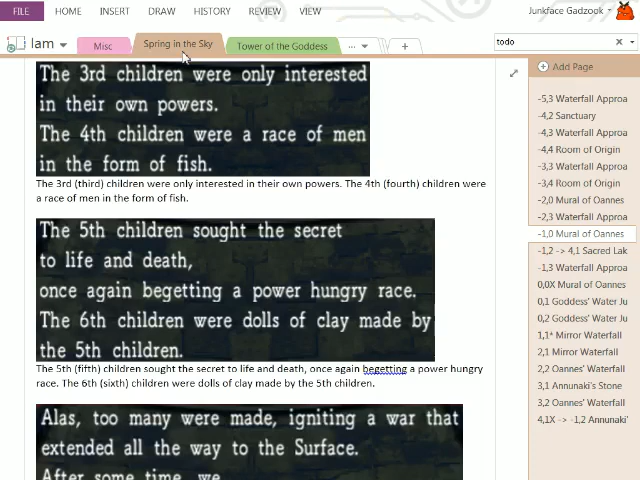 FILE HOME INSERT DRAW HISTORY REVIEW VIEW Junkface Gadzook
lam Misc Spring in the Sky Tower of the Goddess ... + todo
The 3rd children were only interested
in their own powers.
The 4th children were a race of men
in the form of fish.
The 3rd (third) children were only interested in their own powers. The 4th (fourth) children were
a race of men in the form of fish.
The 5th children sought the secret
to life and death,
once again begetting a power hungry race.
The 6th children were dolls of clay made by
the 5th children.
The 5th (fifth) children sought the secret to life and death, once again begetting a power hungry
race. The 6th (sixth) children were dolls of clay made by the 5th children.
Alas, too many were made, igniting a war that
extended all the way to the Surface.
After some time, we
Add Page
-5,3 Waterfall Approa
-4,2 Sanctuary
-4,3 Waterfall Approa
-4,4 Room of Origin
-3,3 Waterfall Approa
-3,4 Room of Origin
-2,0 Mural of Oannes
-2,3 Waterfall Approa
-1,0 Mural of Oannes
-1,2 -> 4,1 Sacred Lak
-1,3 Waterfall Approa
0,0X Mural of Oannes
0,1 Goddess' Water Ju
0,2 Goddess' Water Ju
1,1* Mirror Waterfall
2,1 Mirror Waterfall
2,2 Oannes' Waterfall
3,1 Annunaki's Stone
3,2 Oannes' Waterfall
4,1X -> -1,2 Annunaki'